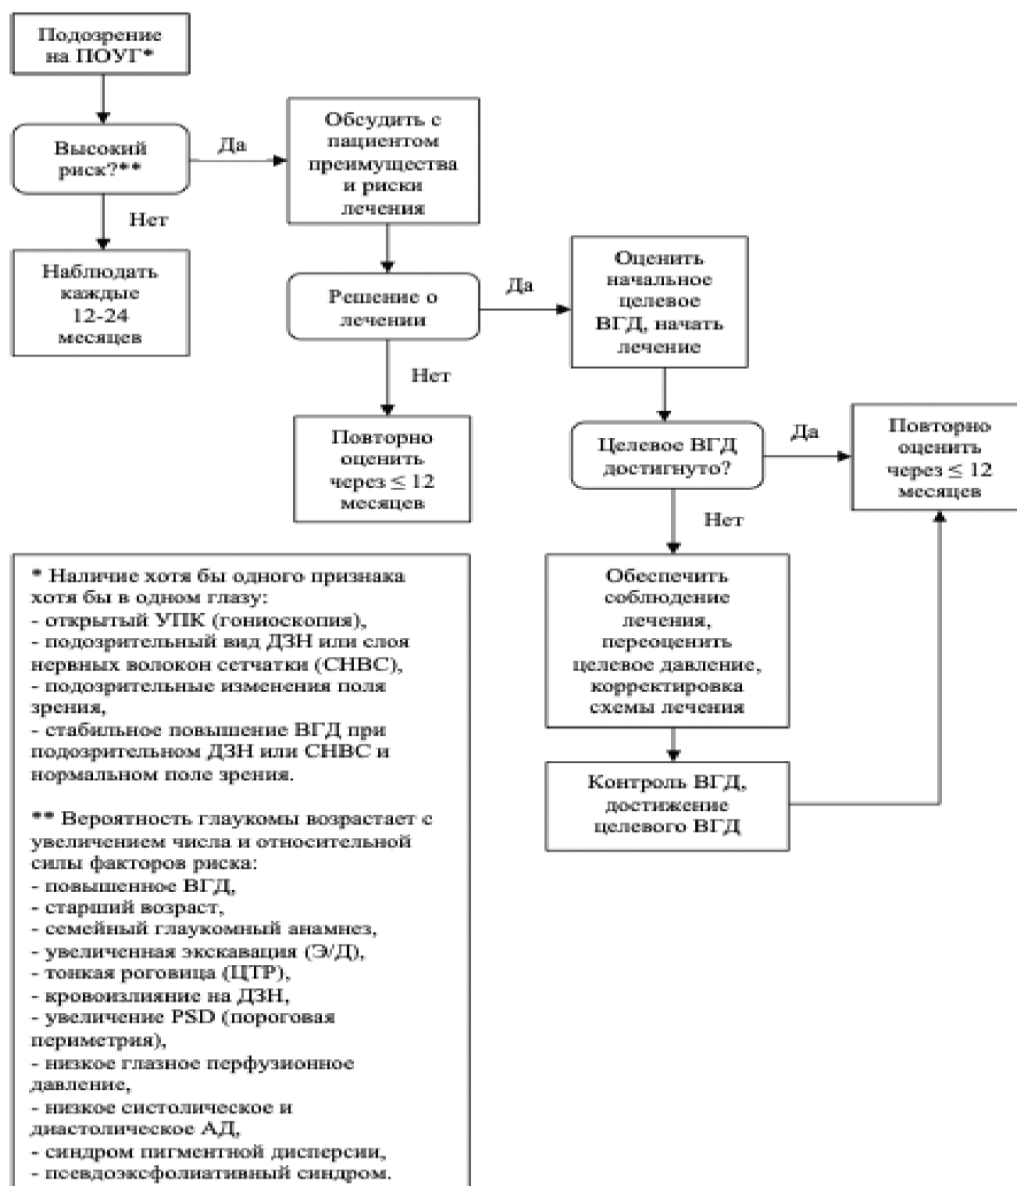 Подозрение
на ПОУГ*
Высокий
риск?**
Да
Обсудить с
пациентом
преимущества
и риски
лечения
Нет
Наблюдать
каждые
12-24
месяцев
Решение о
лечении
Да
Оценить
начальное
целевое
ВГД, начать
лечение
Нет
Повторно
оценить
через ≤ 12
месяцев
Целевое ВГД
достигнуто?
Да
Повторно
оценить
через ≤ 12
месяцев
Нет
Обеспечить
соблюдение
лечения,
переоценить
целевое давление,
корректировка
схемы лечения
Контроль ВГД,
достижение
целевого ВГД
* Наличие хотя бы одного признака
хотя бы в одном глазу:
- открытый УПК (гониоскопия),
- подозрительный вид ДЗН или слоя
нервных волокон сетчатки (СНВС),
- подозрительные изменения поля
зрения,
- стабильное повышение ВГД при
подозрительном ДЗН или СНВС и
нормальном поле зрения.
** Вероятность глаукомы возрастает с
увеличением числа и относительной
силы факторов риска:
- повышенное ВГД,
- старший возраст,
- семейный глаукомный анамнез,
- увеличенная экскавация (Э/Д),
- тонкая роговица (ЦТР),
- кровоизлияние на ДЗН,
- увеличение PSD (пороговая
периметрия),
- низкое глазное перфузионное
давление,
- низкое систолическое и
диастолическое АД,
- синдром пигментной дисперсии,
- псевдоэксфолиативный синдром.